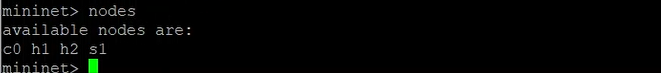 mininet> nodes
available nodes are:
c0 h1 h2 s1
mininet>